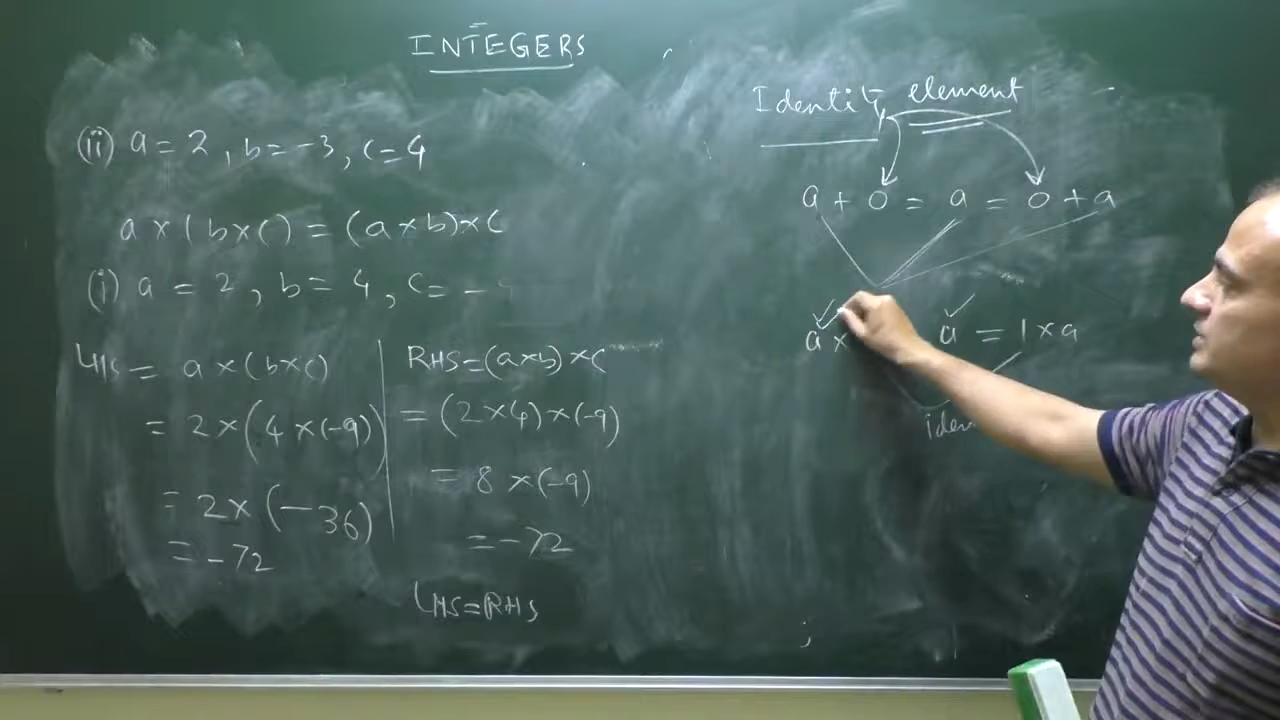 INTEGERS
(ii) a = 2, b = -3, c = 4
a × (b×c) = (a×b)×c
(i) a = 2, b = 4, c = -
LHS = a × (b×c)
= 2×(4×(-9)
= 2×(-36)
= -72
RHS = (a×b)×c
= (2×4)×(-9)
= 8×(-9)
= -72
LHS = RHS
Identity element
a + 0 = a = 0 + a
a × a = 1×a